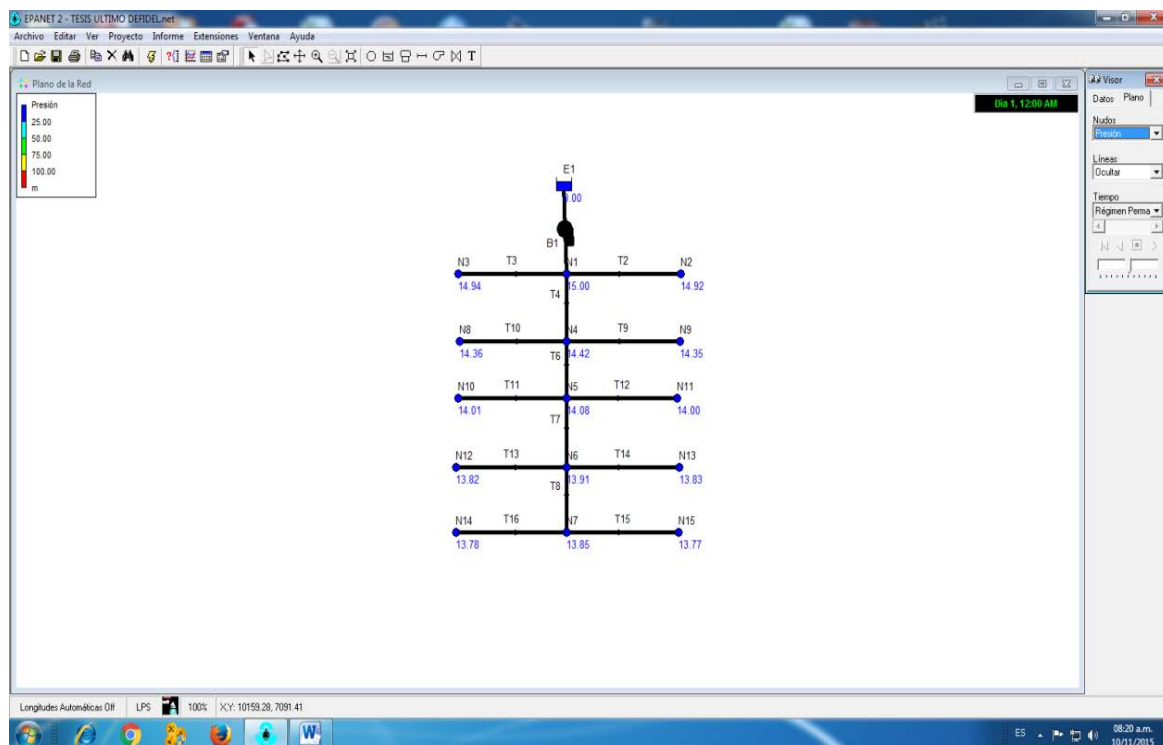 EPANET 2 - TESIS ULTIMO DEFIDEL.net
Archivo Editar Ver Proyecto Informe Extensiones Ventana Ayuda
T
Plano de la Red
Visor
Presión
25.00
50.00
75.00
100.00
m
Día 1, 12:00 AM
Datos Plano
Nudos
Presión
Líneas
Ocultar
Tiempo
Régimen Perma
E1
.00
B1
N3 T3 N1 T2 N2
14.94 15.00 14.92
T4
N8 T10 N4 T9 N9
14.36 T6 14.42 14.35
N10 T11 N5 T12 N11
14.01 14.08 14.00
T7
N12 T13 N6 T14 N13
13.82 13.91 13.83
T8
N14 T16 N7 T15 N15
13.78 13.85 13.77
Longitudes Automáticas Off LPS 100% X,Y: 10159.28, 7091.41
ES 08:20 a.m.
10/11/2015